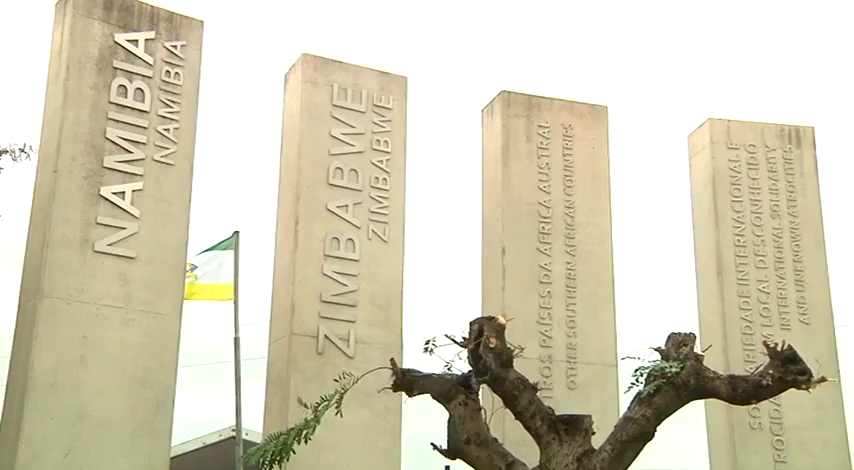 NAMIBIA
NAMIBIA
ZIMBABWE
ZIMBABWE
PAÍSES DA ÁFRICA AUSTRAL
OTHER SOUTHERN AFRICAN COUNTRIES
INTERNACIONAL E
LOCAL DESCONHECIDO
INTERNATIONAL SOLIDARITY
AND UNKNOWN ATROCITIES